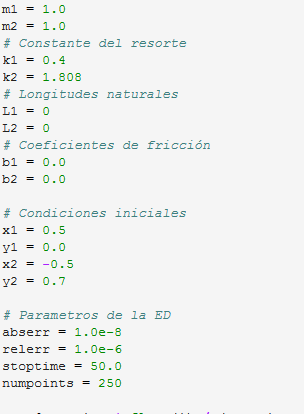 m1 = 1.0
m2 = 1.0
# Constante del resorte
k1 = 0.4
k2 = 1.808
# Longitudes naturales
L1 = 0
L2 = 0
# Coeficientes de fricción
b1 = 0.0
b2 = 0.0
# Condiciones iniciales
x1 = 0.5
y1 = 0.0
x2 = -0.5
y2 = 0.7
# Parametros de la ED
abserr = 1.0e-8
relerr = 1.0e-6
stoptime = 50.0
numpoints = 250